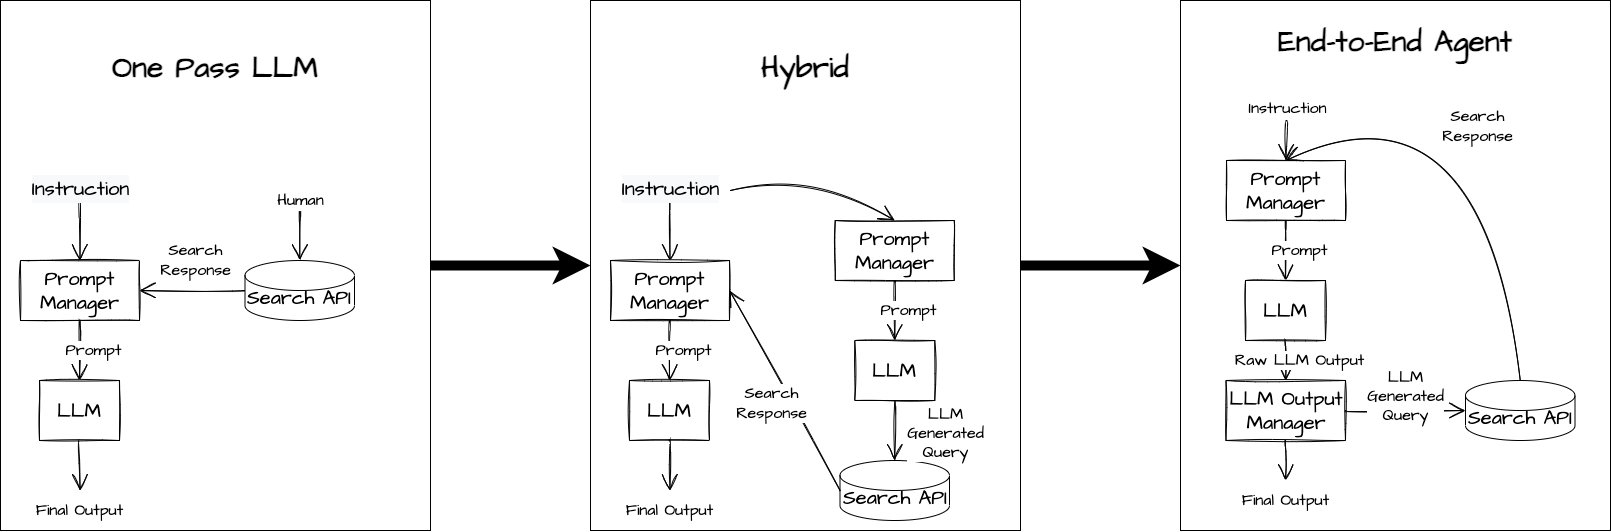 One Pass LLM
Instruction
Human
Search
Response
Prompt
Manager
Search API
Prompt
LLM
Final Output
Hybrid
Instruction
Prompt
Manager
Prompt
Manager
Prompt
Prompt
LLM
LLM
Search
Response
LLM
Generated
Query
Search API
Final Output
End-to-End Agent
Instruction
Search
Response
Prompt
Manager
Prompt
LLM
Raw LLM Output
LLM Output
Manager
LLM
Generated
Query
Search API
Final Output